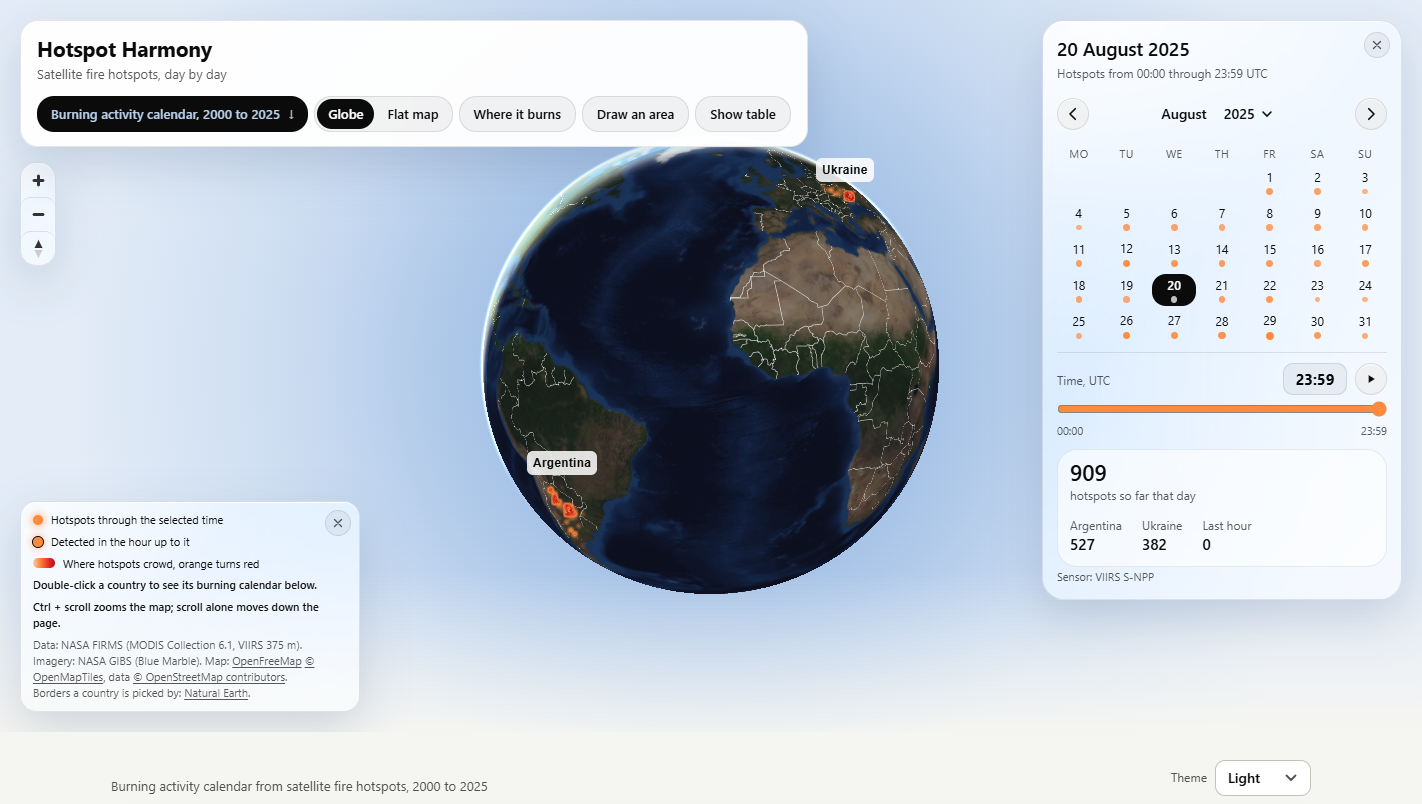 Hotspot Harmony
Satellite fire hotspots, day by day
Burning activity calendar, 2000 to 2025 ↓
Globe
Flat map
Where it burns
Draw an area
Show table
Ukraine
Argentina
Hotspots through the selected time
Detected in the hour up to it
Where hotspots crowd, orange turns red
Double-click a country to see its burning calendar below.
Ctrl + scroll zooms the map; scroll alone moves down the
page.
Data: NASA FIRMS (MODIS Collection 6.1, VIIRS 375 m).
Imagery: NASA GIBS (Blue Marble). Map: OpenFreeMap ©
OpenMapTiles, data © OpenStreetMap contributors.
Borders a country is picked by: Natural Earth.
20 August 2025
Hotspots from 00:00 through 23:59 UTC
August 2025
MO TU WE TH FR SA SU
1 2 3
4 5 6 7 8 9 10
11 12 13 14 15 16 17
18 19 20 21 22 23 24
25 26 27 28 29 30 31
Time, UTC 23:59
00:00 23:59
909
hotspots so far that day
Argentina Ukraine Last hour
527 382 0
Sensor: VIIRS S-NPP
Burning activity calendar from satellite fire hotspots, 2000 to 2025
Theme Light